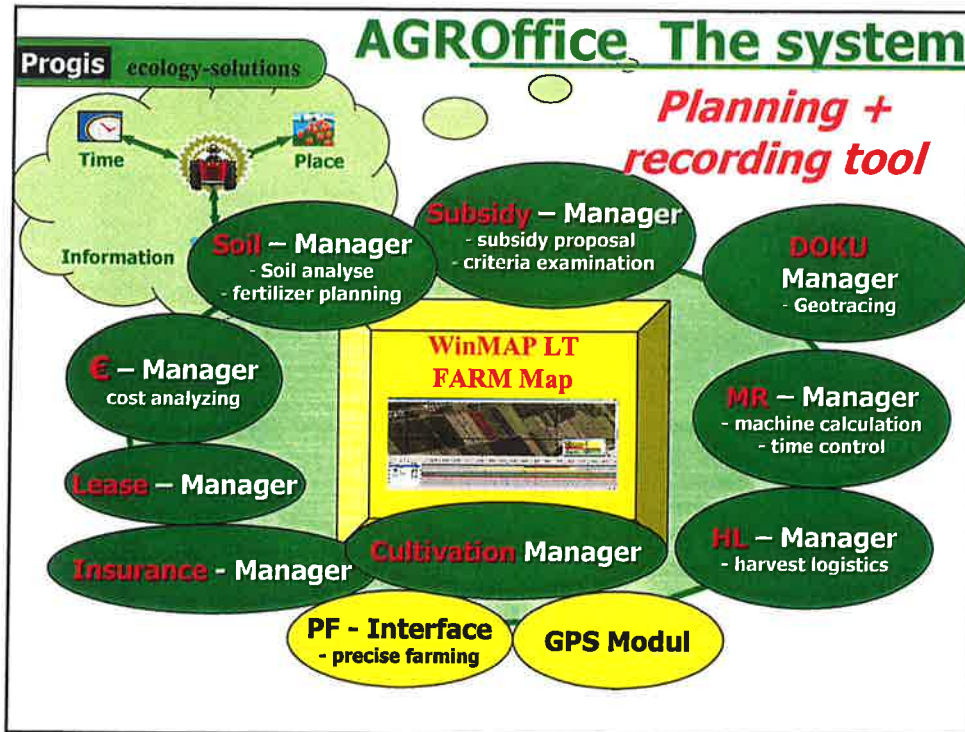 AGROffice The system
Progis ecology-solutions
Planning +
recording tool
Time
Place
Information
Subsidy – Manager
- subsidy proposal
- criteria examination
Soil – Manager
- Soil analyse
- fertilizer planning
DOKU
Manager
- Geotracing
WinMAP LT
FARM Map
€ – Manager
cost analyzing
MR – Manager
- machine calculation
- time control
Lease – Manager
Cultivation Manager
HL – Manager
- harvest logistics
Insurance - Manager
PF - Interface
- precise farming
GPS Modul